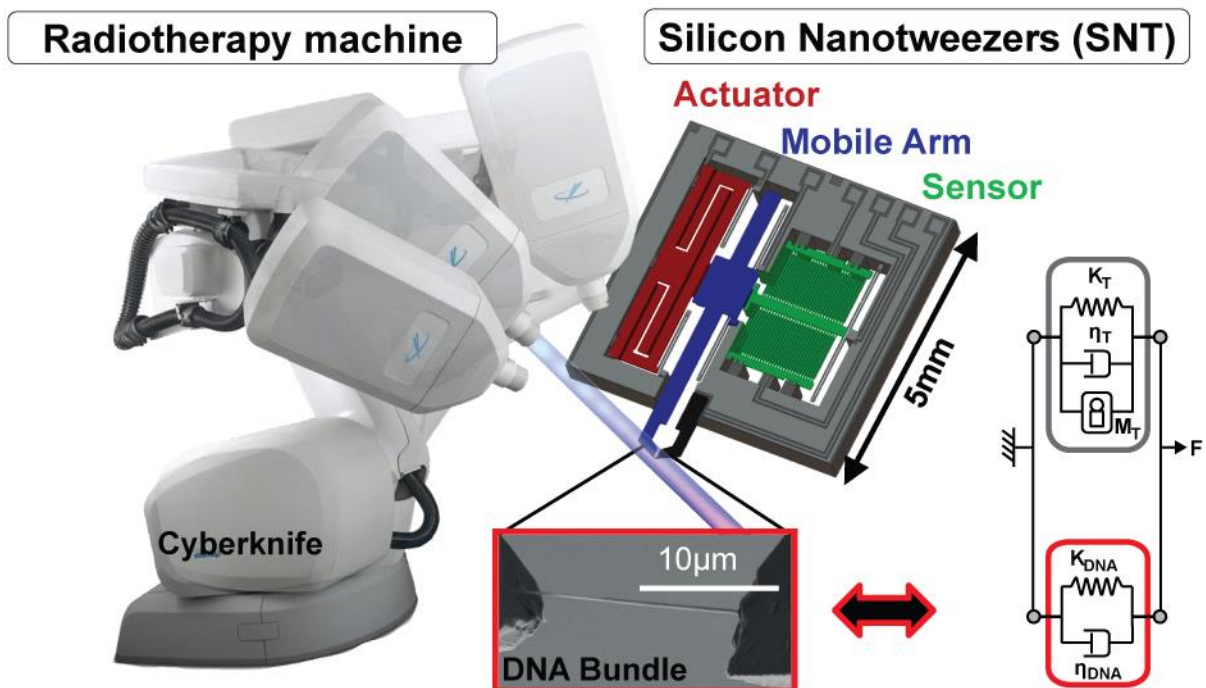 Radiotherapy machine
Silicon Nanotweezers (SNT)
Actuator
Mobile Arm
Sensor
5mm
Cyberknife
10µm
DNA Bundle
K_T
η_T
M_T
F
K_DNA
η_DNA